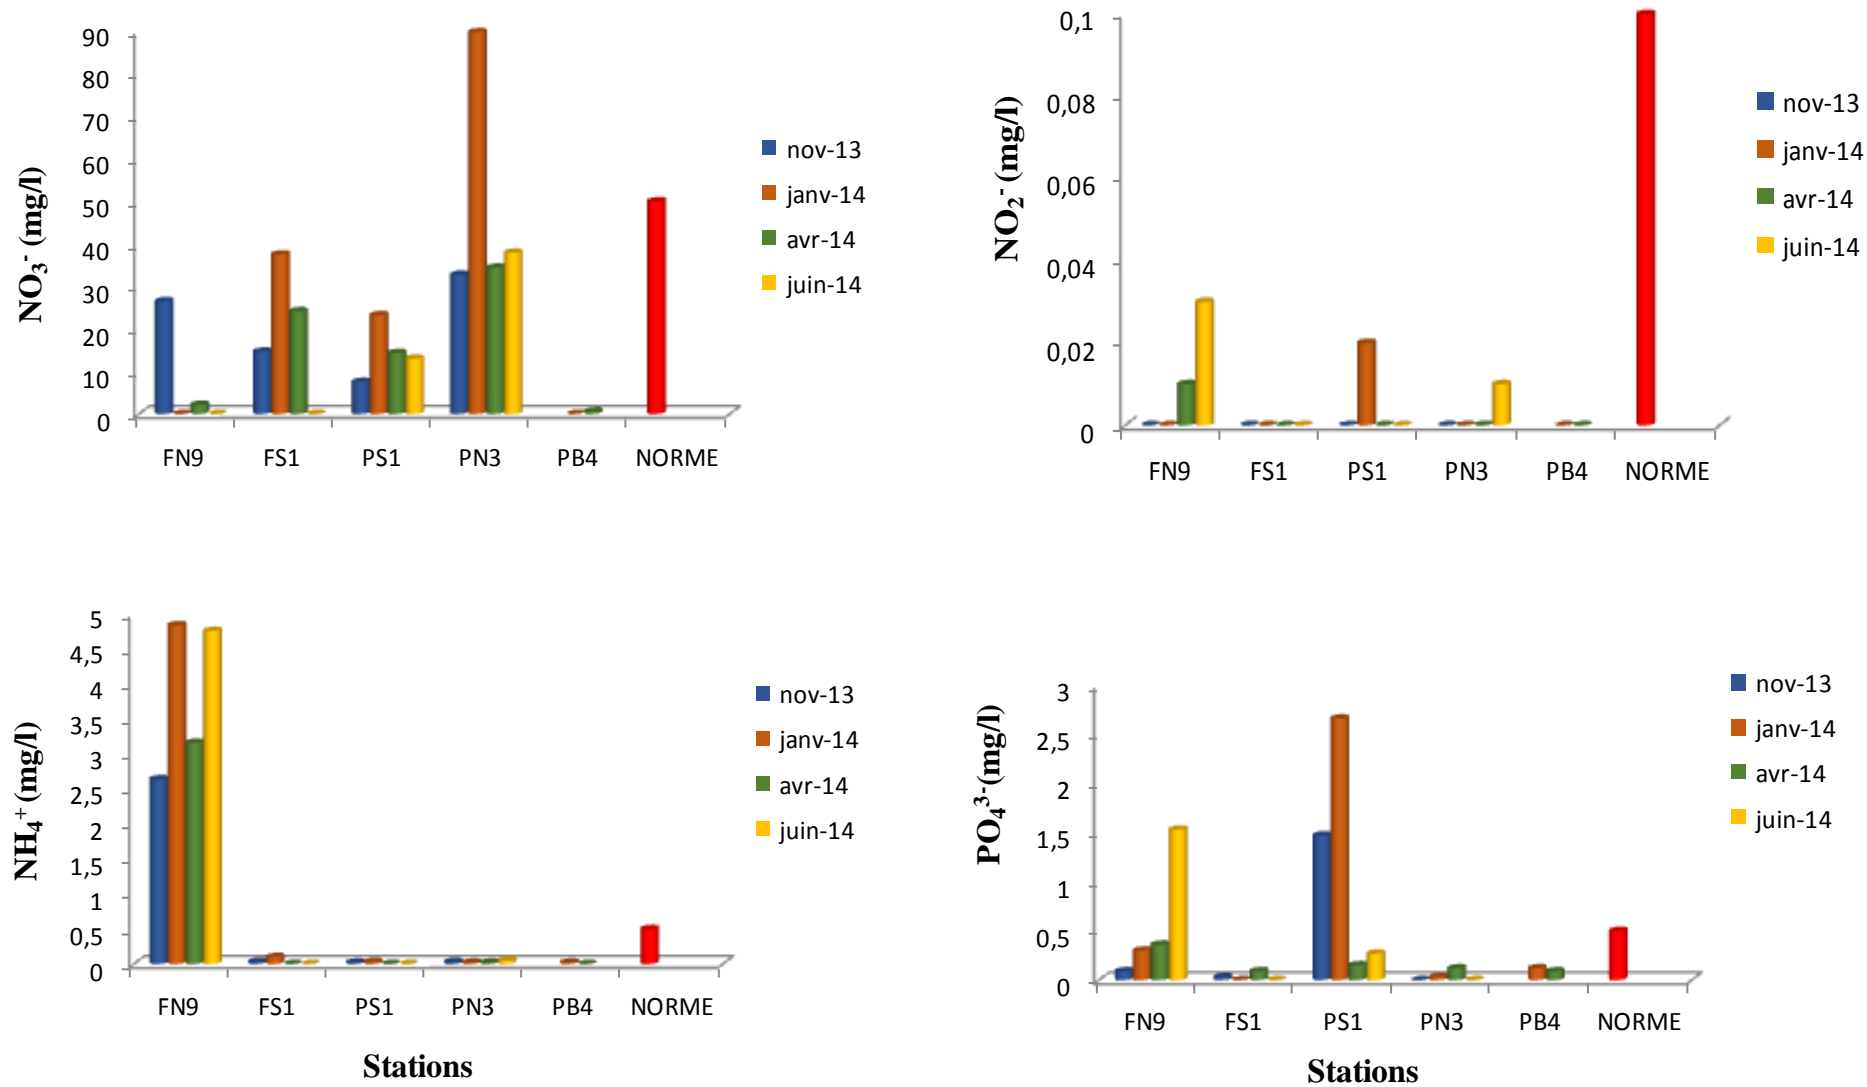 NO₃⁻ (mg/l)
90
80
70
60
50
40
30
20
10
0
FN9 FS1 PS1 PN3 PB4 NORME
nov-13
janv-14
avr-14
juin-14
NO₂⁻ (mg/l)
0,1
0,08
0,06
0,04
0,02
0
FN9 FS1 PS1 PN3 PB4 NORME
nov-13
janv-14
avr-14
juin-14
NH₄⁺ (mg/l)
5
4,5
4
3,5
3
2,5
2
1,5
1
0,5
0
FN9 FS1 PS1 PN3 PB4 NORME
Stations
nov-13
janv-14
avr-14
juin-14
PO₄³⁻(mg/l)
3
2,5
2
1,5
1
0,5
0
FN9 FS1 PS1 PN3 PB4 NORME
Stations
nov-13
janv-14
avr-14
juin-14